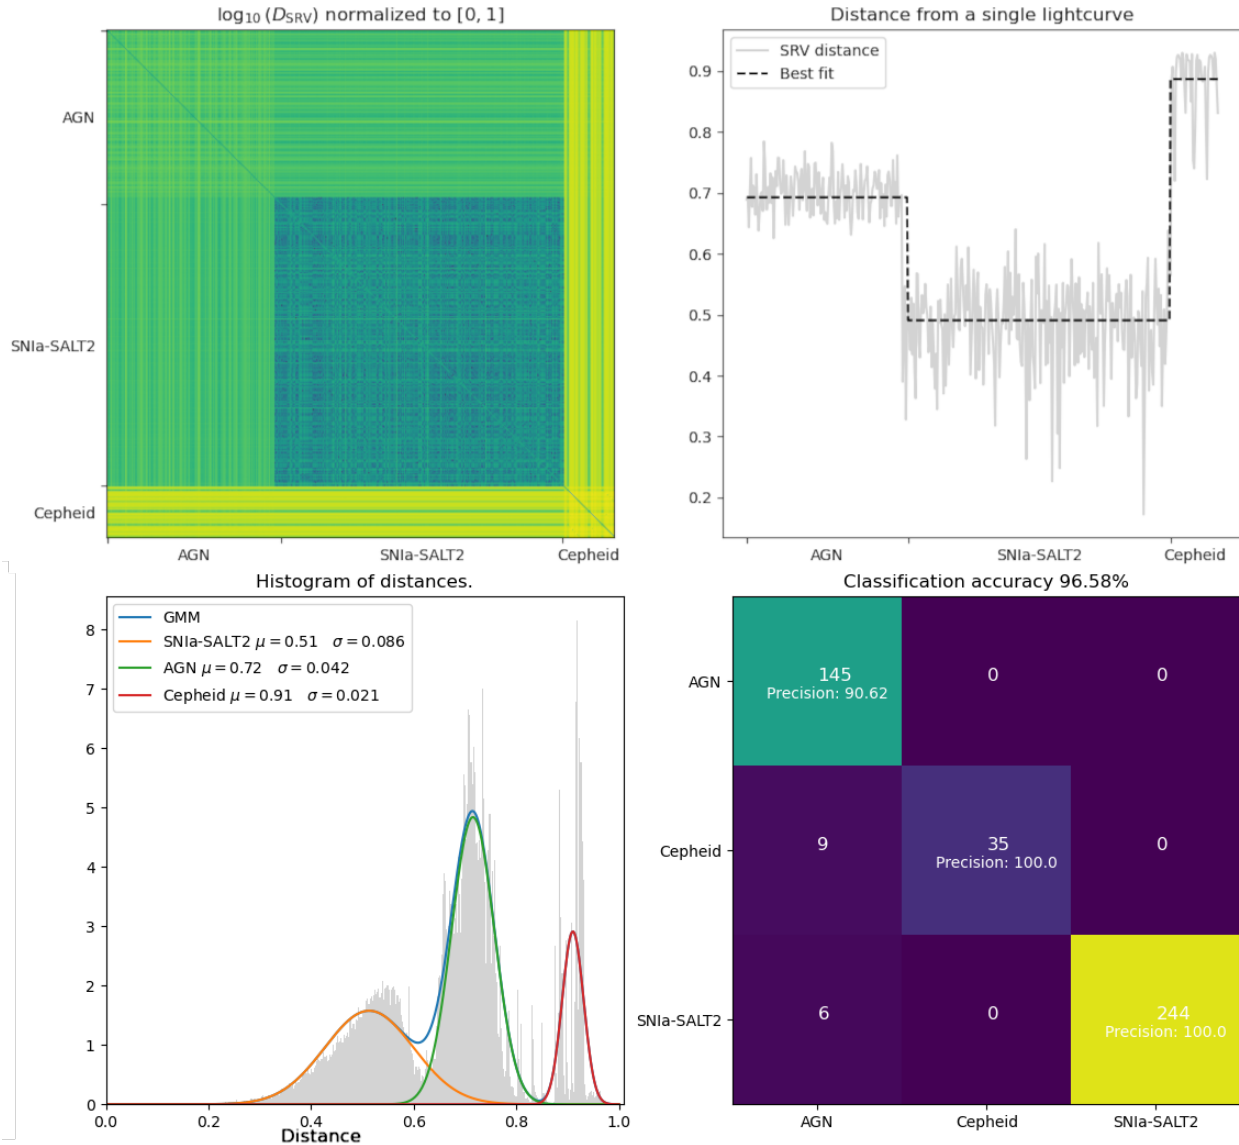 log₁₀ (D_SRV) normalized to [0, 1]
AGN
SNIa-SALT2
Cepheid
AGN SNIa-SALT2 Cepheid
Distance from a single lightcurve
SRV distance
Best fit
0.9
0.8
0.7
0.6
0.5
0.4
0.3
0.2
AGN SNIa-SALT2 Cepheid
Histogram of distances.
GMM
SNIa-SALT2 μ = 0.51 σ = 0.086
AGN μ = 0.72 σ = 0.042
Cepheid μ = 0.91 σ = 0.021
8
7
6
5
4
3
2
1
0
0.0 0.2 0.4 0.6 0.8 1.0
Distance
Classification accuracy 96.58%
AGN 145 0 0
Precision: 90.62
Cepheid 9 35 0
Precision: 100.0
SNIa-SALT2 6 0 244
Precision: 100.0
AGN Cepheid SNIa-SALT2